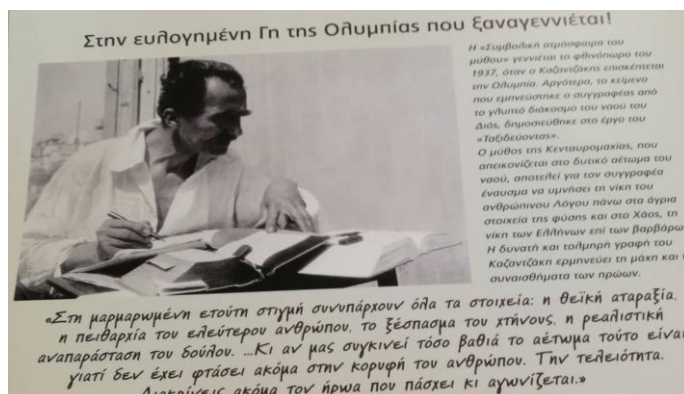 Στην ευλογημένη Γη της Ολυμπίας που ξαναγεννιέται!
Η «Συμβολική ατμόσφαιρα του
μύθου» γεννιέται το φθινόπωρο του
1937, όταν ο Καζαντζάκης επισκέπτεται
την Ολυμπία. Αργότερα, το κείμενο
που εμπνεύστηκε ο συγγραφέας από
το γλυπτό διάκοσμο του ναού του
Διός, δημοσιεύθηκε στο έργο του
«Ταξιδεύοντας».
Ο μύθος της Κενταυρομαχίας, που
απεικονίζεται στο δυτικό αέτωμα του
ναού, αποτελεί για τον συγγραφέα
έναυσμα να υμνήσει τη νίκη του
ανθρώπινου Λόγου πάνω στα άγρια
στοιχεία της φύσης και στο Χάος, τη
νίκη των Ελλήνων επί των βαρβάρω
Η δυνατή και τολμηρή γραφή του
Καζαντζάκη ερμηνεύει τη μάχη και
συναισθήματα των ηρώων.
«Στη μαρμαρωμένη ετούτη στιγμή συνυπάρχουν όλα τα στοιχεία: η θεϊκή αταραξία,
η πειθαρχία του ελεύτερου ανθρώπου, το ξέσπασμα του χτήνους, η ρεαλιστική
αναπαράσταση του δούλου. ...Κι αν μας συγκινεί τόσο βαθιά το αέτωμα τούτο είναι
γιατί δεν έχει φτάσει ακόμα στην κορυφή του ανθρώπου. Την τελειότητα.
Διακρίνεις ακόμα τον ήρωα που πάσχει κι αγωνίζεται.»